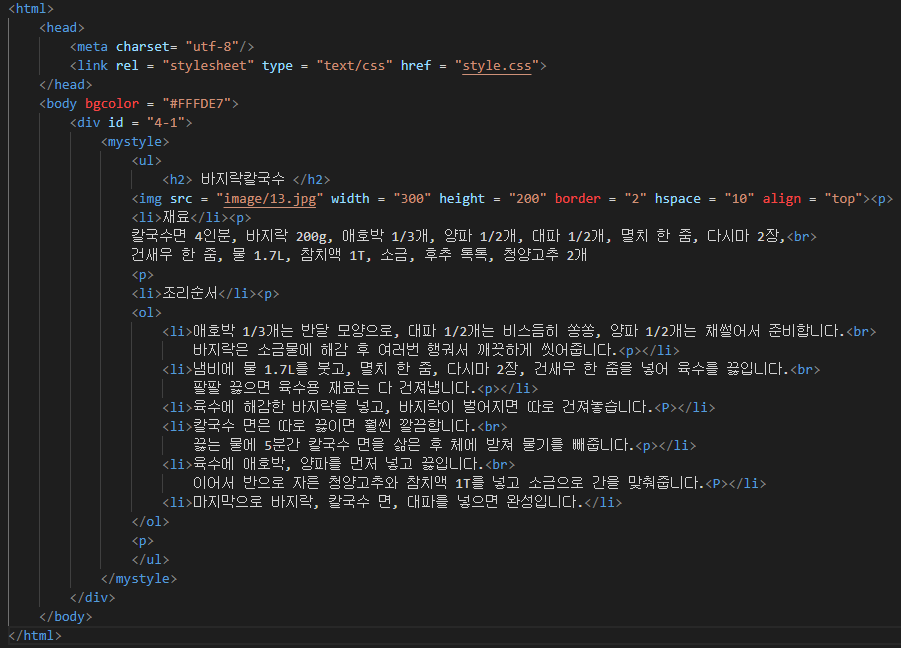 <html>
<head>
<meta charset= "utf-8"/>
<link rel = "stylesheet" type = "text/css" href = "style.css">
</head>
<body bgcolor = "#FFFDE7">
<div id = "4-1">
<mystyle>
<ul>
<h2> 바지락칼국수 </h2>
<img src = "image/13.jpg" width = "300" height = "200" border = "2" hspace = "10" align = "top"><p>
<li>재료</li><p>
칼국수면 4인분, 바지락 200g, 애호박 1/3개, 양파 1/2개, 대파 1/2개, 멸치 한 줌, 다시마 2장,<br>
건새우 한 줌, 물 1.7L, 참치액 1T, 소금, 후추 톡톡, 청양고추 2개
<p>
<li>조리순서</li><p>
<ol>
<li>애호박 1/3개는 반달 모양으로, 대파 1/2개는 비스듬히 쫑쫑, 양파 1/2개는 채썰어서 준비합니다.<br>
바지락은 소금물에 해감 후 여러번 행궈서 깨끗하게 씻어줍니다.<p></li>
<li>냄비에 물 1.7L를 붓고, 멸치 한 줌, 다시마 2장, 건새우 한 줌을 넣어 육수를 끓입니다.<br>
팔팔 끓으면 육수용 재료는 다 건져냅니다.<p></li>
<li>육수에 해감한 바지락을 넣고, 바지락이 벌어지면 따로 건져놓습니다.<P></li>
<li>칼국수 면은 따로 끓이면 훨씬 깔끔합니다.<br>
끓는 물에 5분간 칼국수 면을 삶은 후 체에 받쳐 물기를 빼줍니다.<p></li>
<li>육수에 애호박, 양파를 먼저 넣고 끓입니다.<br>
이어서 반으로 자른 청양고추와 참치액 1T를 넣고 소금으로 간을 맞춰줍니다.<P></li>
<li>마지막으로 바지락, 칼국수 면, 대파를 넣으면 완성입니다.</li>
</ol>
<p>
</ul>
</mystyle>
</div>
</body>
</html>